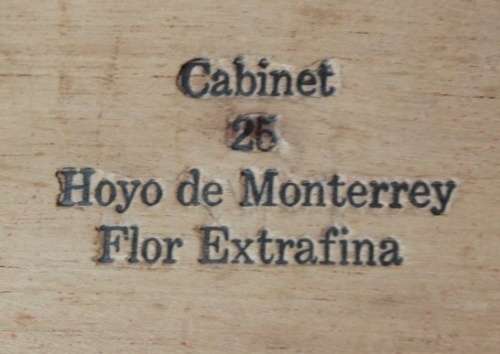 Cabinet
25
Hoyo de Monterrey
Flor Extrafina